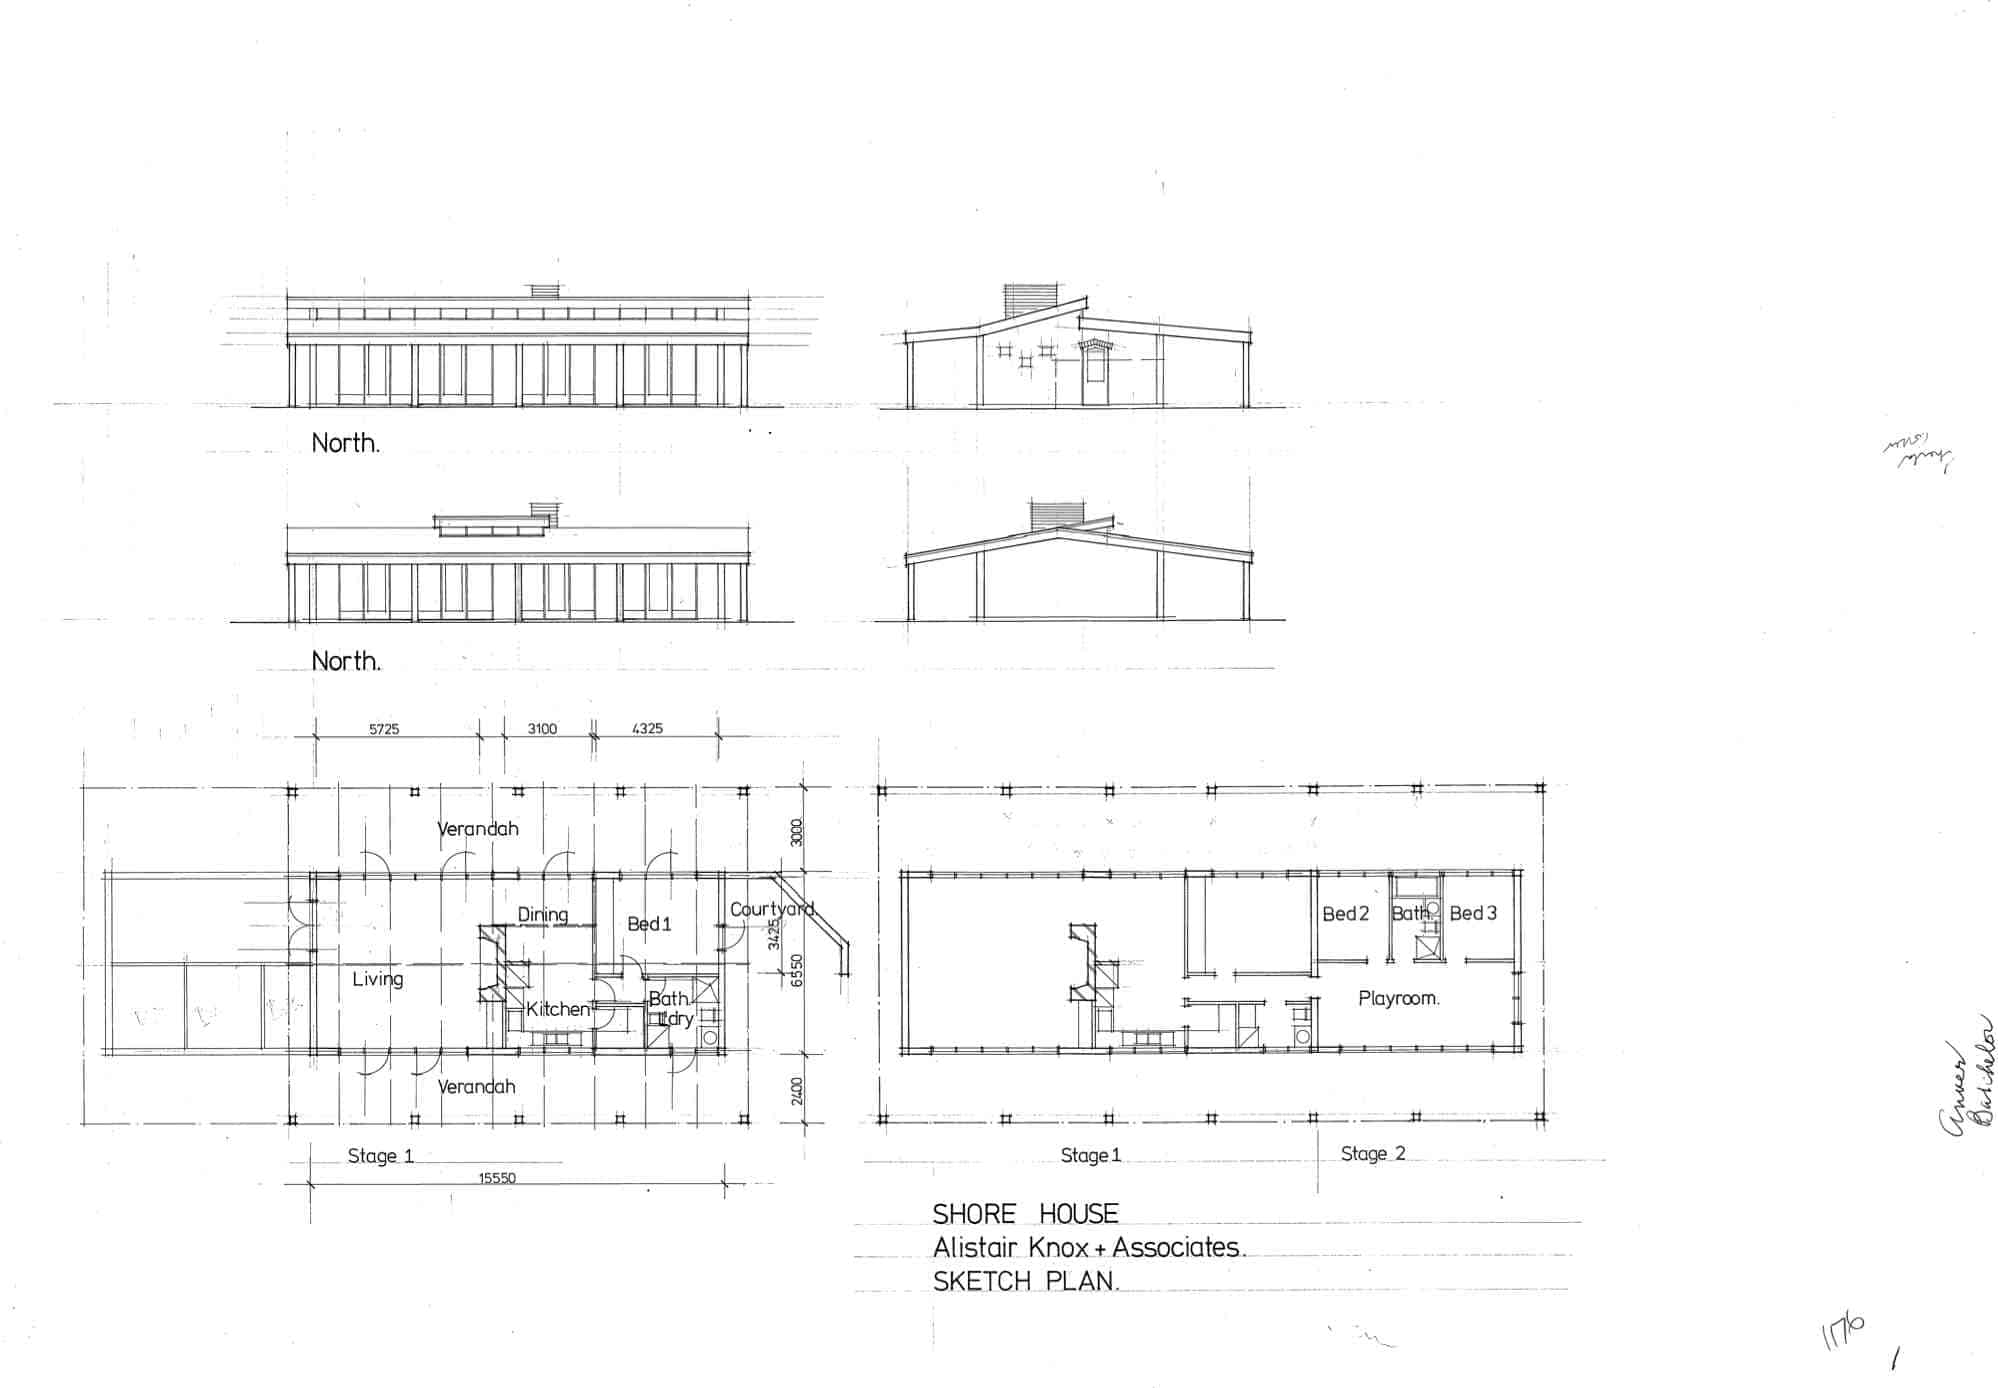 North.
North.
5725
3100
4325
3000
Verandah
Dining
Bed 1
Courtyard.
3425
6550
Living
Kitchen
Bath.
Ldry
Verandah
2400
Stage 1
15550
Bed 2
Bath.
Bed 3
Playroom.
Stage 1
Stage 2
SHORE HOUSE
Alistair Knox + Associates.
SKETCH PLAN.
Batchelor
1176
1